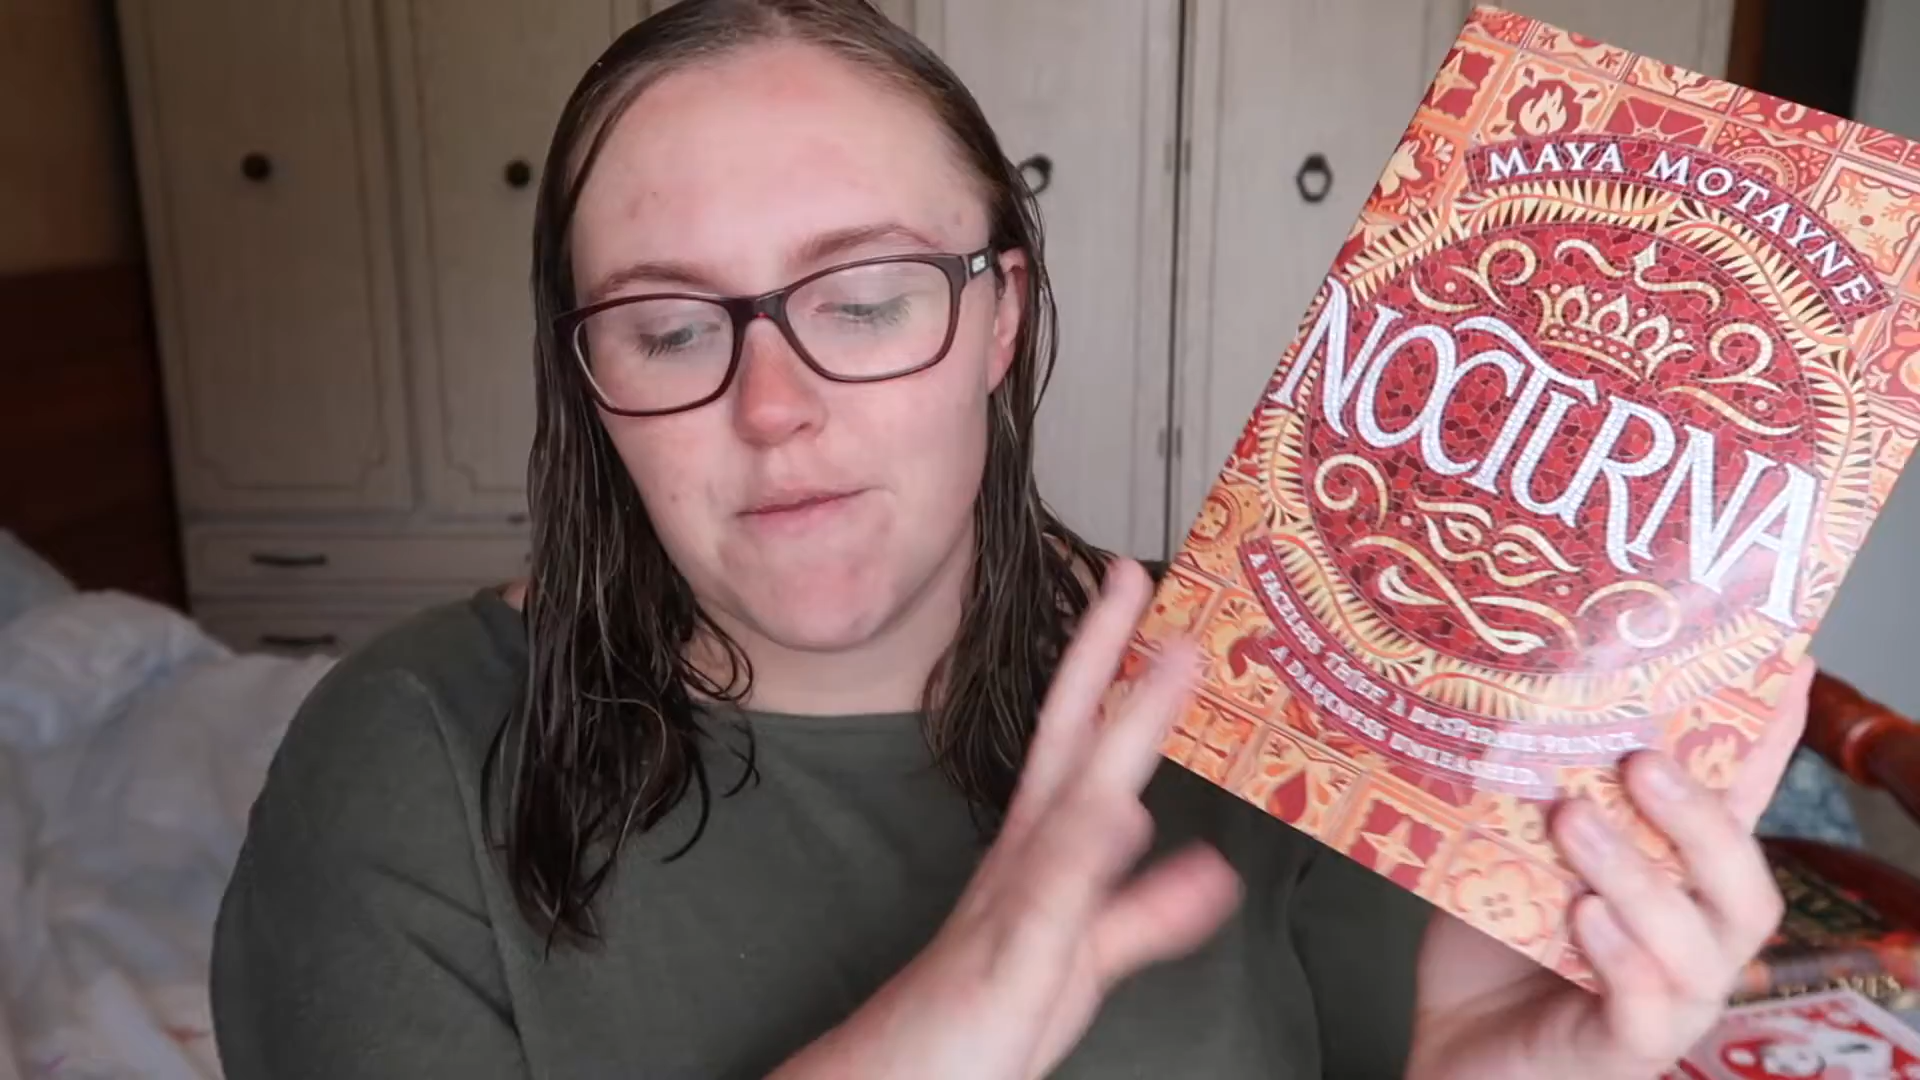 MAYA MOTAYNE
NOCTURNA
A FACELESS THIEF. A DESPERATE PRINCE.
A DARKNESS UNLEASHED.